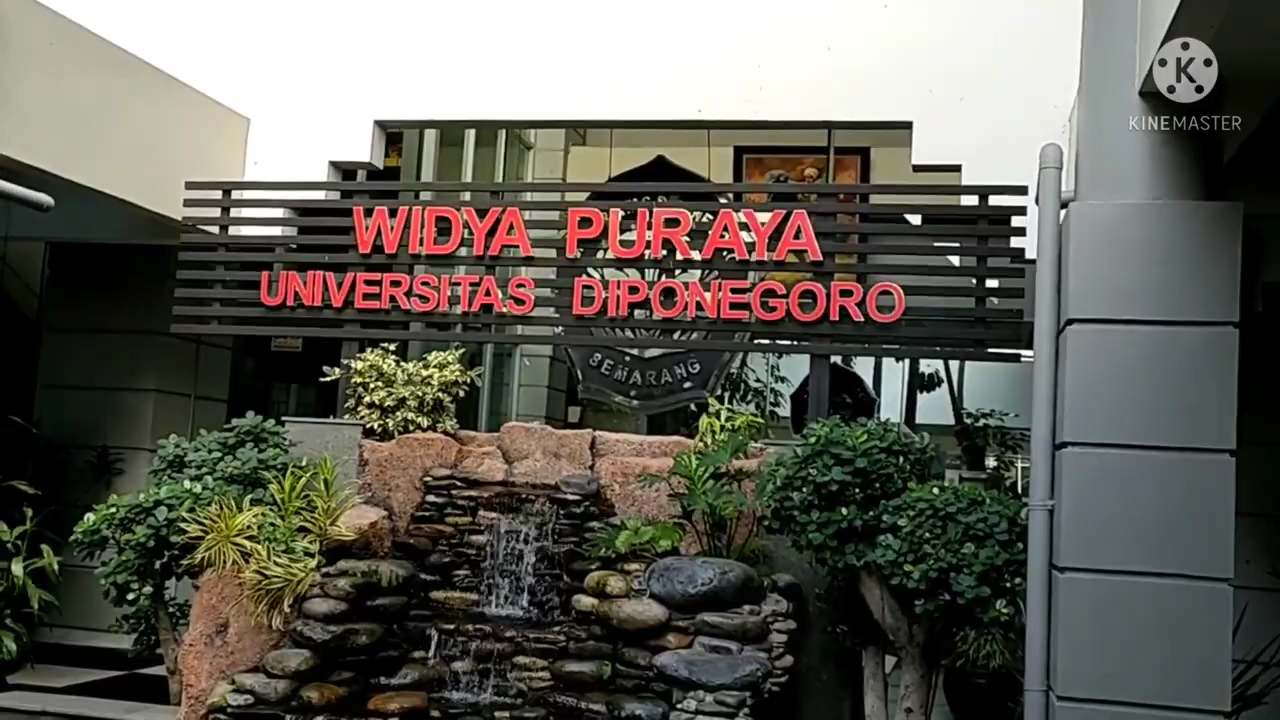 WIDYA PURAYA
UNIVERSITAS DIPONEGORO
SEMARANG
K
KINEMASTER